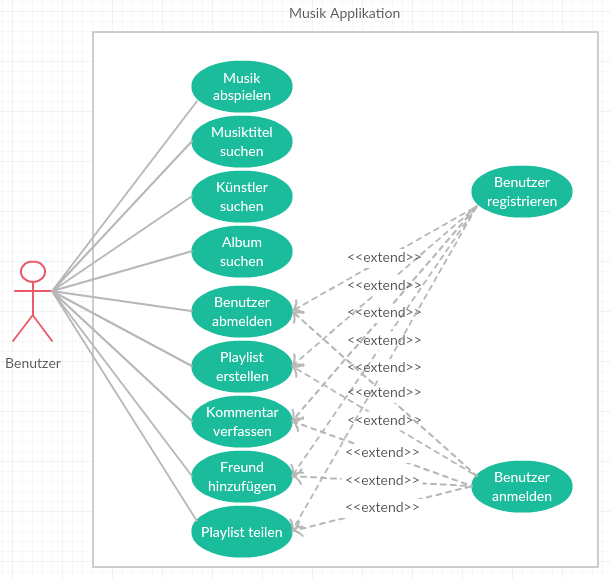 Musik Applikation
Musik
abspielen
Musiktitel
suchen
Künstler
suchen
Album
suchen
Benutzer
abmelden
Playlist
erstellen
Kommentar
verfassen
Freund
hinzufügen
Playlist teilen
Benutzer
<<extend>>
<<extend>>
<<extend>>
<<extend>>
<<extend>>
<<extend>>
<<extend>>
<<extend>>
<<extend>>
<<extend>>
Benutzer
registrieren
Benutzer
anmelden